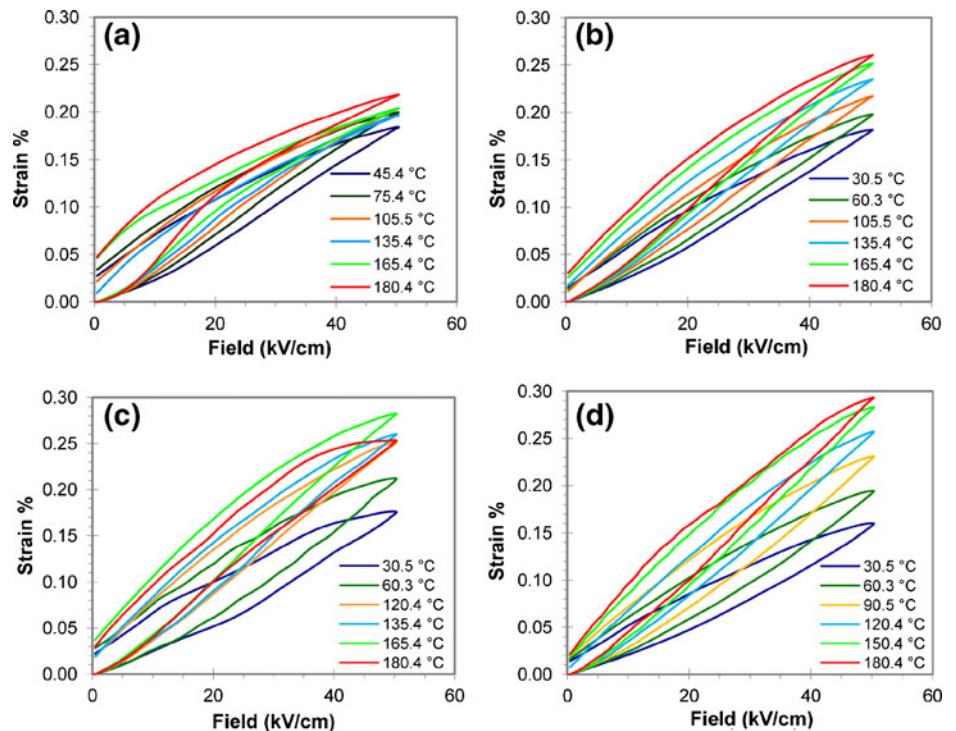 (a)
Strain %
0.30
0.25
0.20
0.15
0.10
0.05
0.00
45.4 °C
75.4 °C
105.5 °C
135.4 °C
165.4 °C
180.4 °C
0
20
40
60
Field (kV/cm)
(b)
Strain %
0.30
0.25
0.20
0.15
0.10
0.05
0.00
30.5 °C
60.3 °C
105.5 °C
135.4 °C
165.4 °C
180.4 °C
0
20
40
60
Field (kV/cm)
(c)
Strain %
0.30
0.25
0.20
0.15
0.10
0.05
0.00
30.5 °C
60.3 °C
120.4 °C
135.4 °C
165.4 °C
180.4 °C
0
20
40
60
Field (kV/cm)
(d)
Strain %
0.30
0.25
0.20
0.15
0.10
0.05
0.00
30.5 °C
60.3 °C
90.5 °C
120.4 °C
150.4 °C
180.4 °C
0
20
40
60
Field (kV/cm)